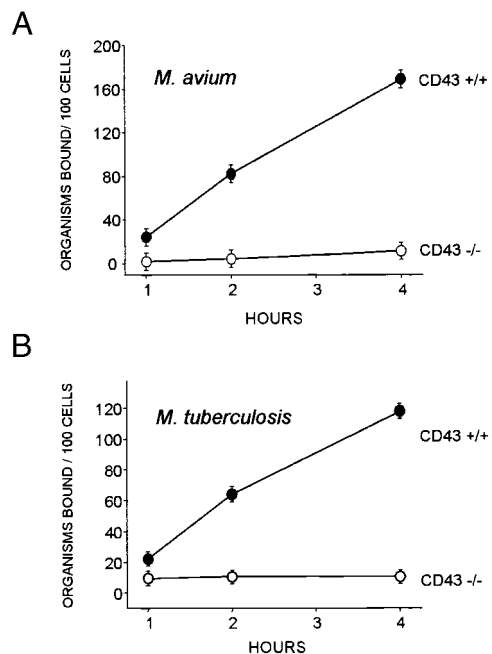 A
M. avium
ORGANISMS BOUND/ 100 CELLS
200
160
120
80
40
0
CD43 +/+
CD43 -/-
1 2 3 4
HOURS
B
M. tuberculosis
ORGANISMS BOUND / 100 CELLS
120
100
80
60
40
20
0
CD43 +/+
CD43 -/-
1 2 3 4
HOURS